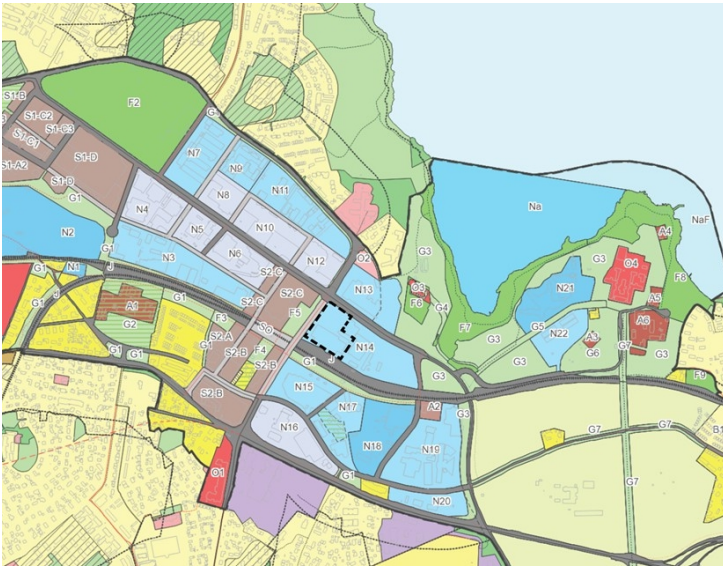 S1-B
F2
S1-C2
S1-C3
S1-C1
S1-D
S1-A2
S1-D
G1
N2
G1
N7
N9
N8
N11
N4
N5
N10
N6
N12
N3
O2
G3
Na
NaF
N13
O3
F6
G4
F7
G3
A4
G3
O4
F8
A5
N21
G5
N22
A3
G6
A6
G7
G3
G3
F9
G1
N1
J
J
G1
A1
G2
G1
G1
G1
F3
G1
S2-A
S2-B
F4
S2-B
S2-B
S2-C
S2-C
S2-C
F5
G1
J
N14
G3
N15
N17
N16
N18
A2
G3
N19
G1
N20
O1
G7
G7
G7
B1